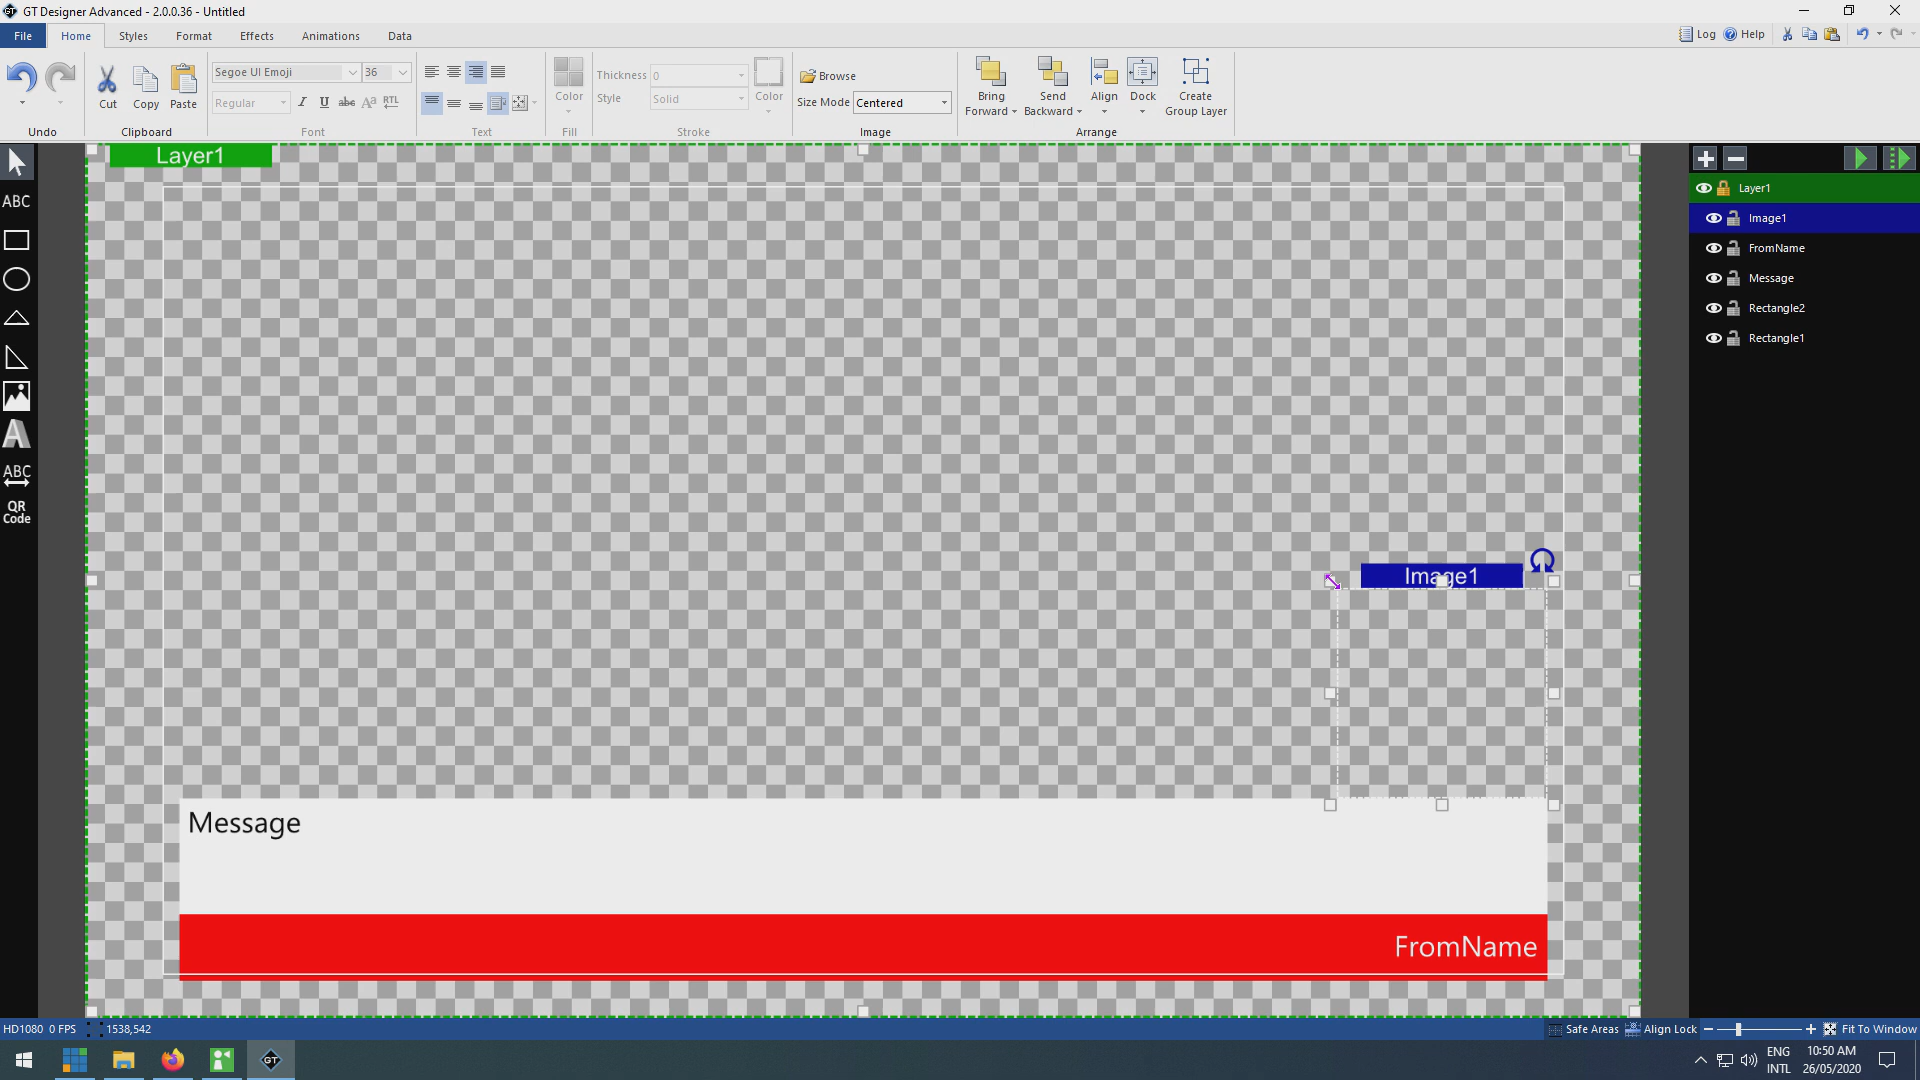 GT Designer Advanced - 2.0.0.36 - Untitled
File Home Styles Format Effects Animations Data
Log Help
Undo
Cut Copy Paste
Clipboard
Segoe UI Emoji 36
Regular I U abc Aa RTL
Font
Text
Color
Fill
Thickness 0
Style Solid
Color
Stroke
Browse
Size Mode Centered
Image
Bring Forward
Send Backward
Align
Dock
Create Group Layer
Arrange
ABC
A
ABC
QR
Code
Layer1
Image1
Message
FromName
Layer1
Image1
FromName
Message
Rectangle2
Rectangle1
HD1080 0 FPS 1538,542
Safe Areas Align Lock Fit To Window
GT
ENG
INTL
10:50 AM
26/05/2020